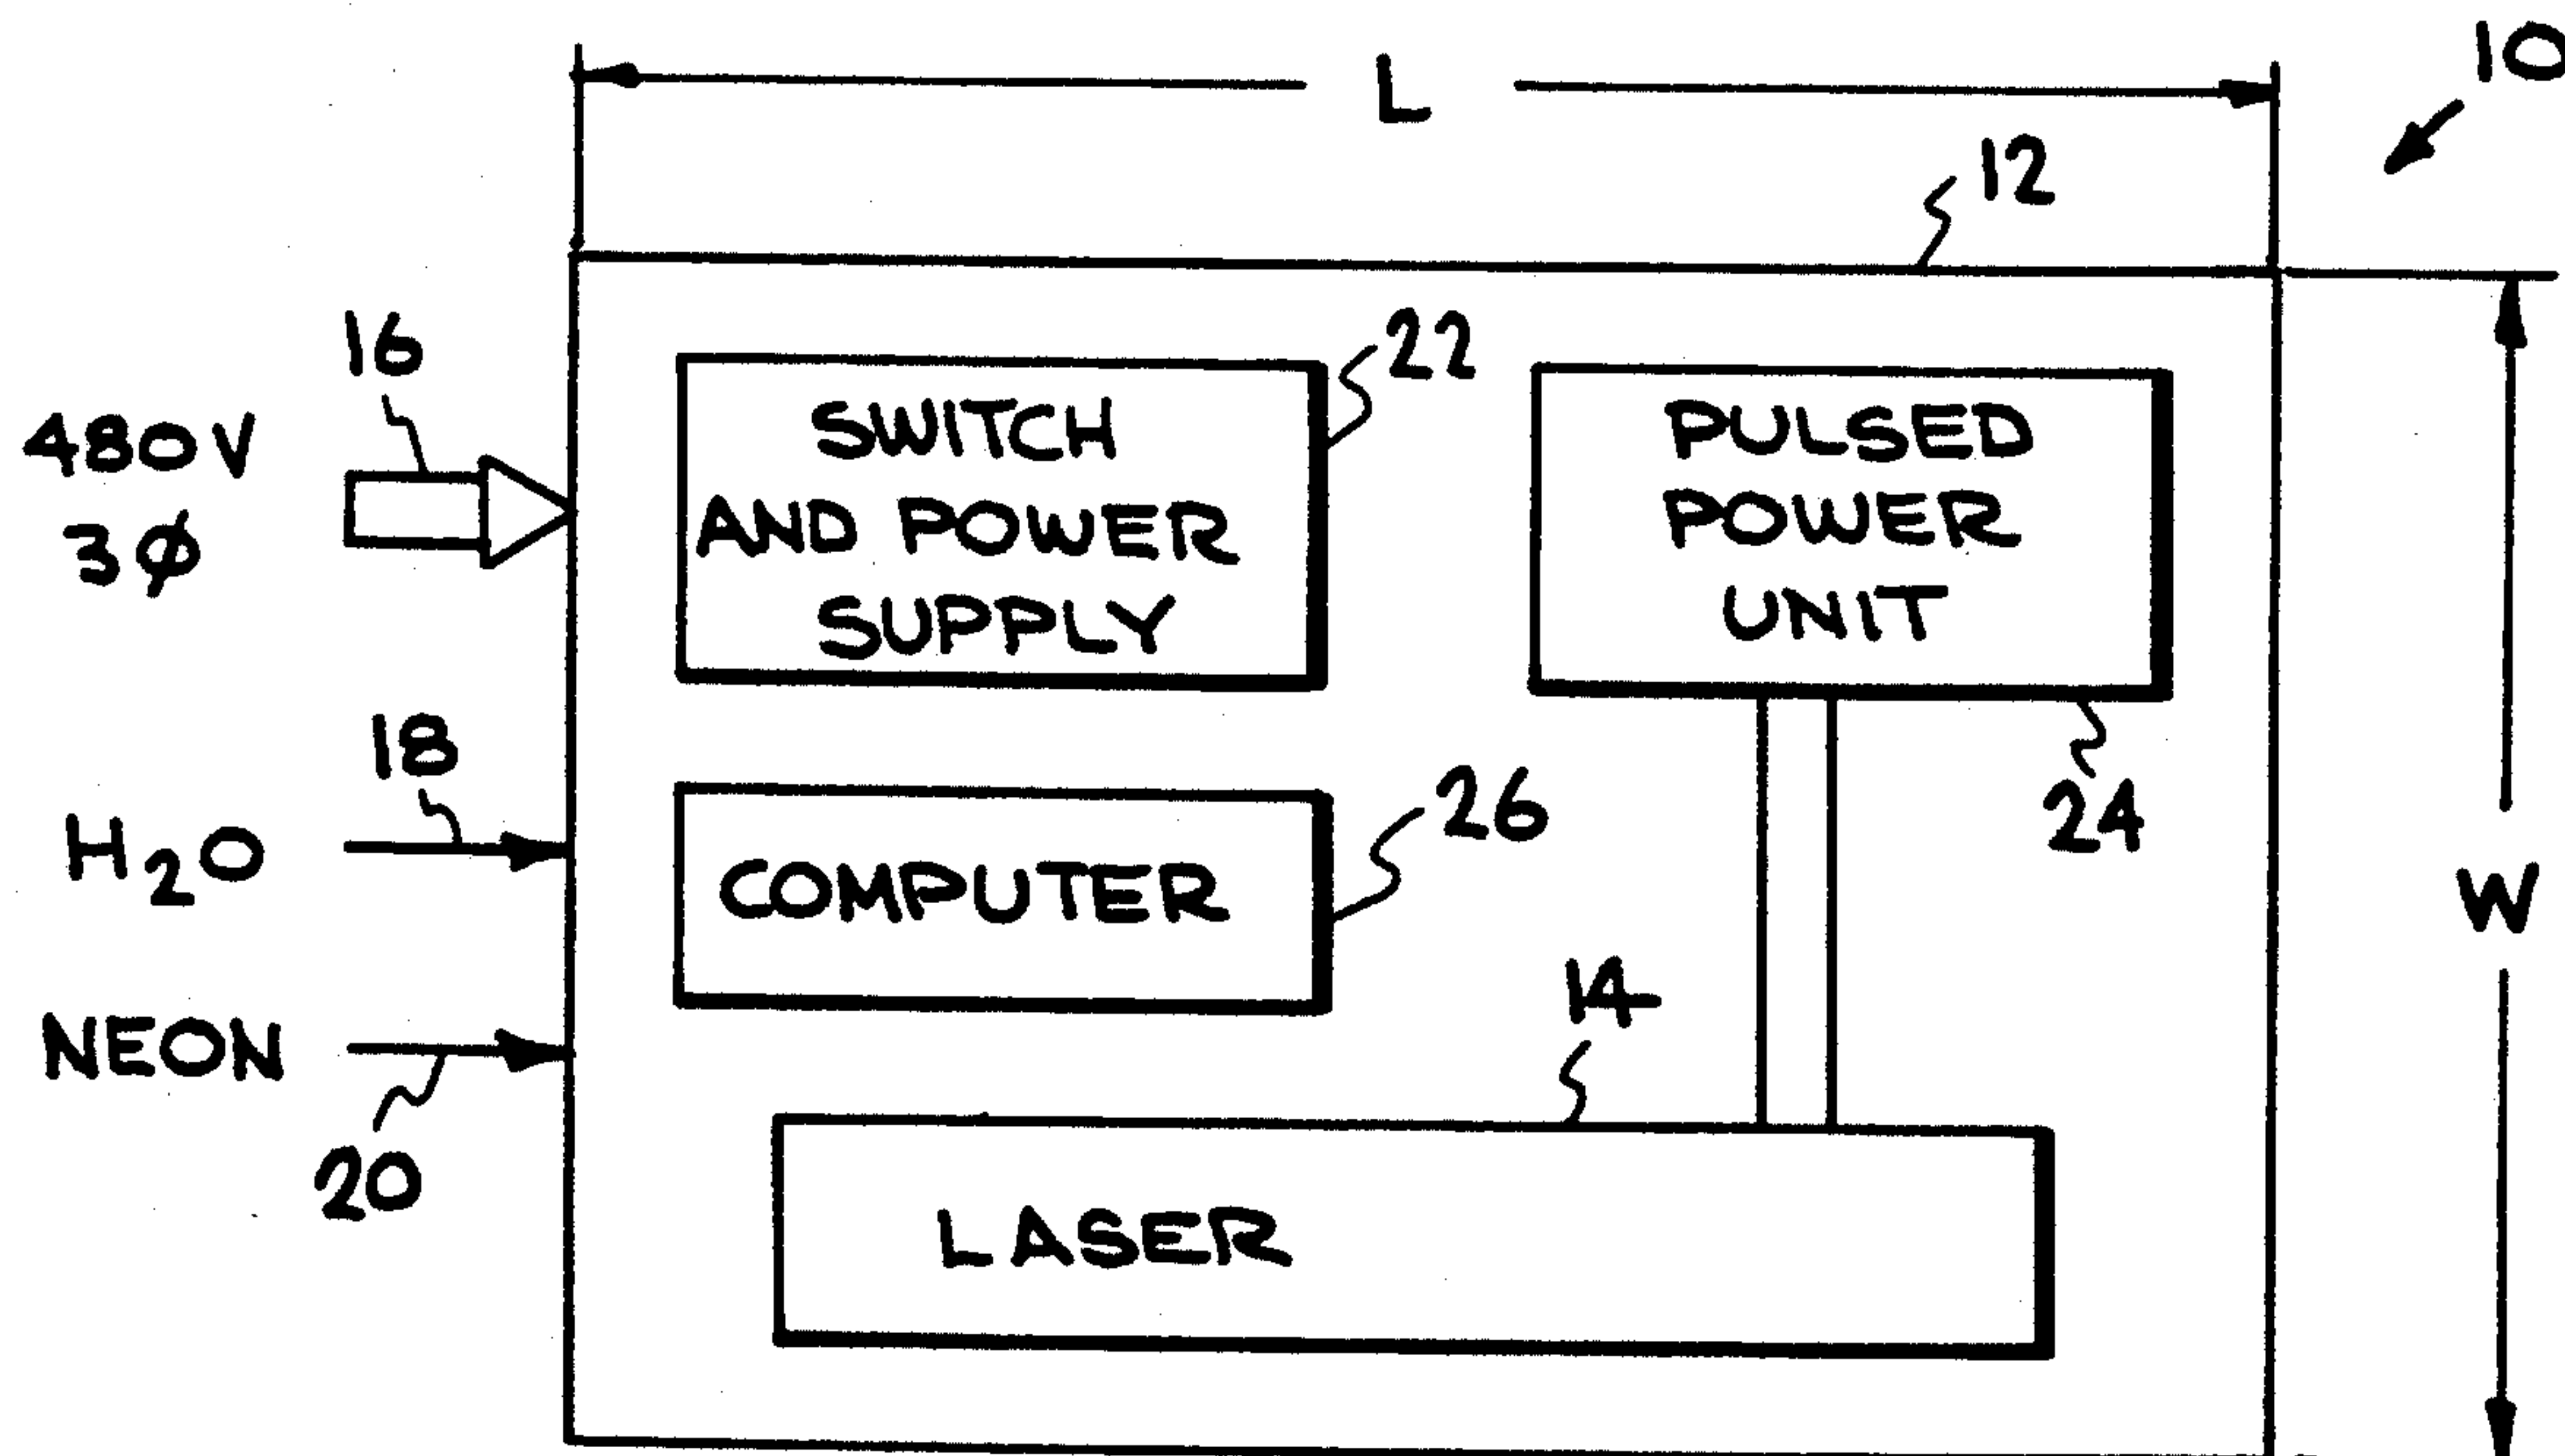 L
10
12
16
480V
3φ
22
SWITCH
AND POWER
SUPPLY
PULSED
POWER
UNIT
24
18
H₂O
26
COMPUTER
W
NEON
20
14
LASER